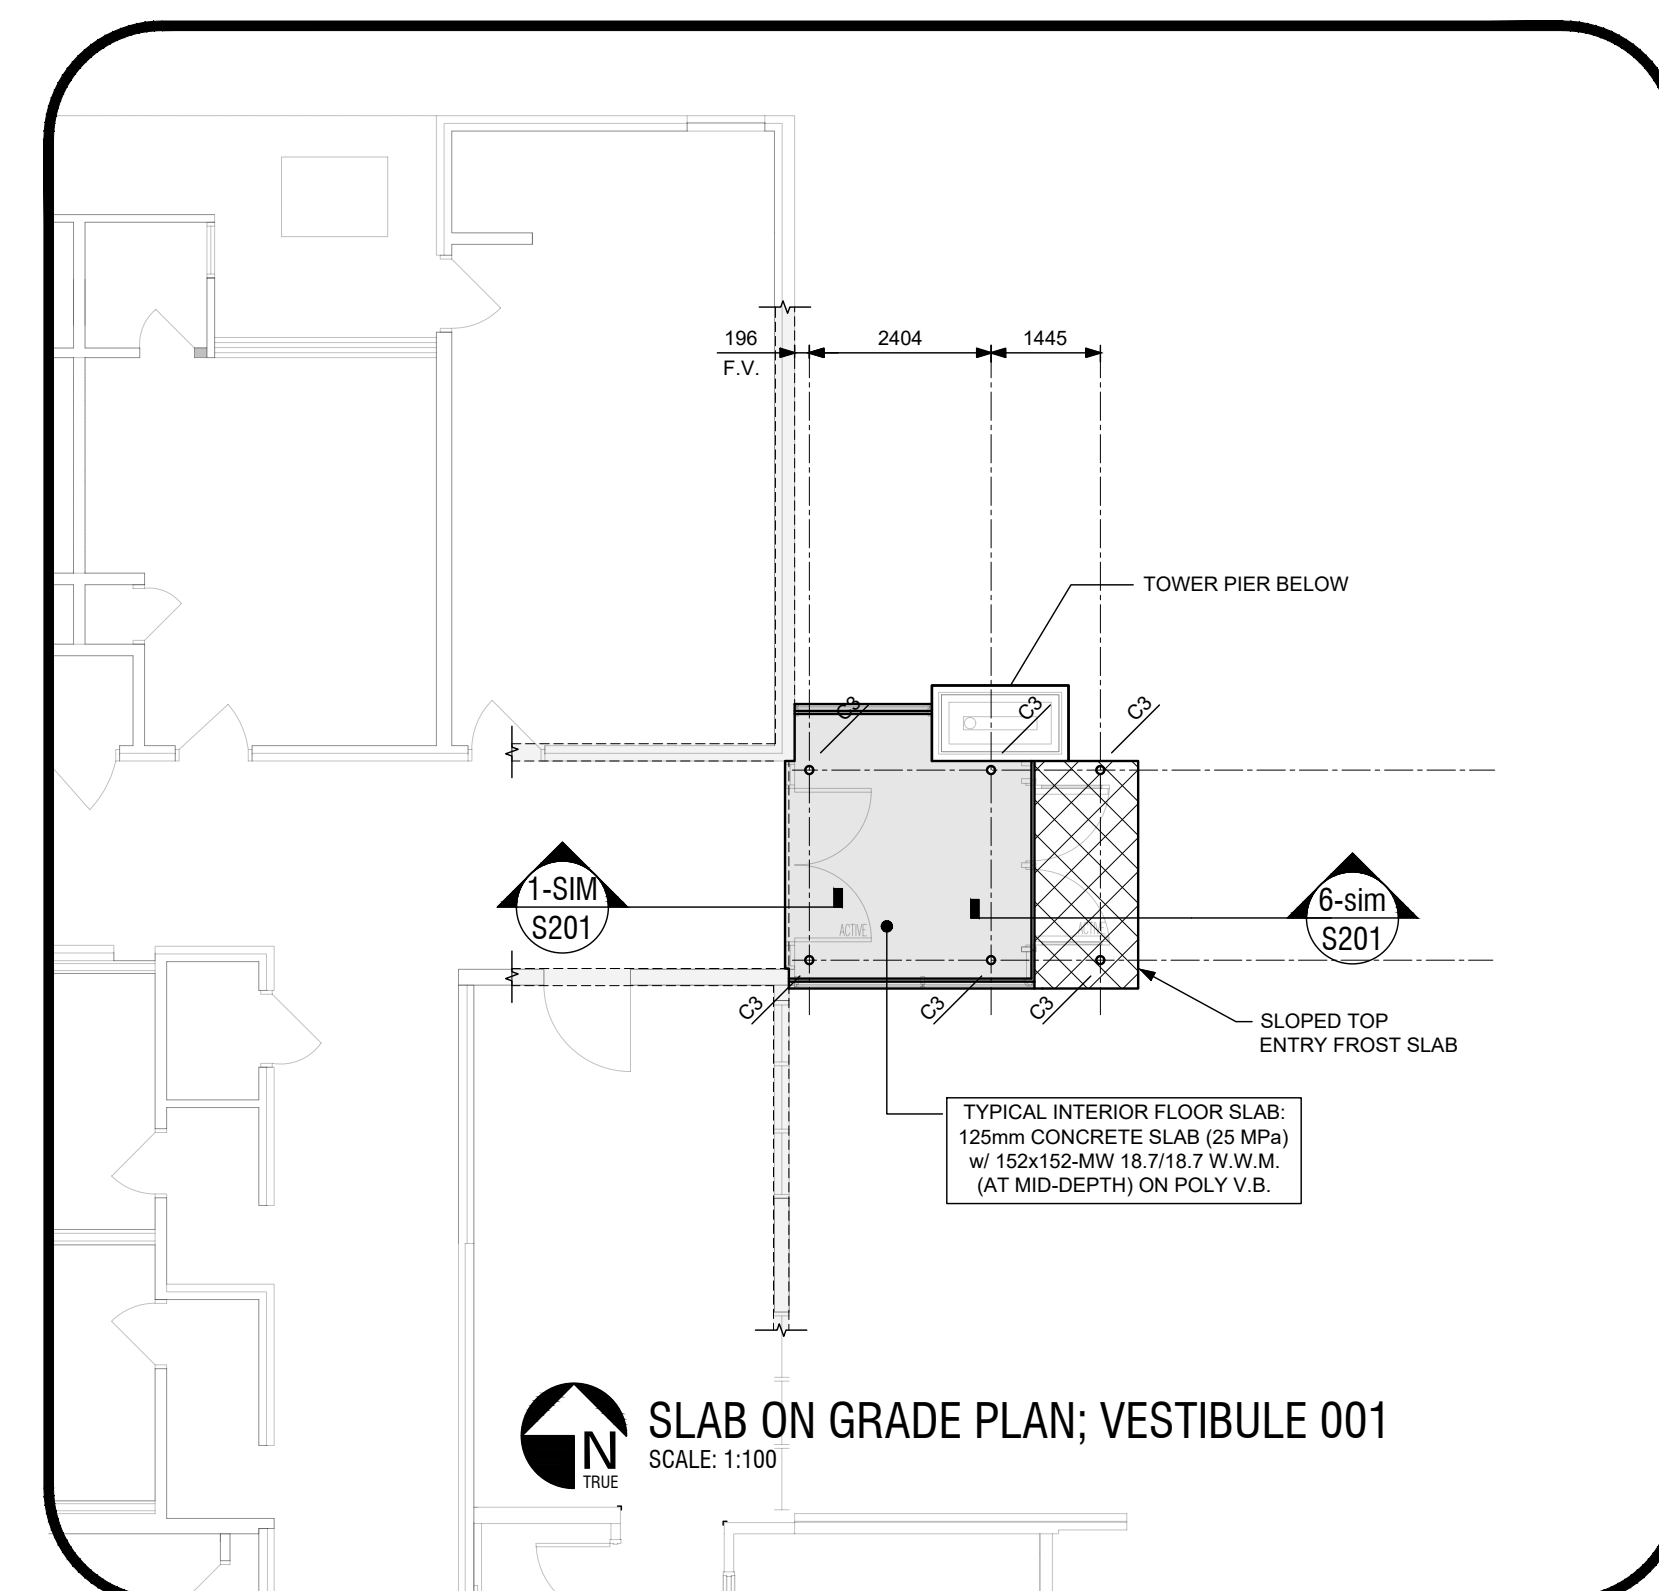 196
2404
1445
F.V.
TOWER PIER BELOW
C3
C3
C3
1-SIM
S201
6-sim
S201
ACTIVE
ACTIVE
C3
C3
C3
SLOPED TOP
ENTRY FROST SLAB
TYPICAL INTERIOR FLOOR SLAB:
125mm CONCRETE SLAB (25 MPa)
w/ 152x152-MW 18.7/18.7 W.W.M.
(AT MID-DEPTH) ON POLY V.B.
N
TRUE
SLAB ON GRADE PLAN; VESTIBULE 001
SCALE: 1:100